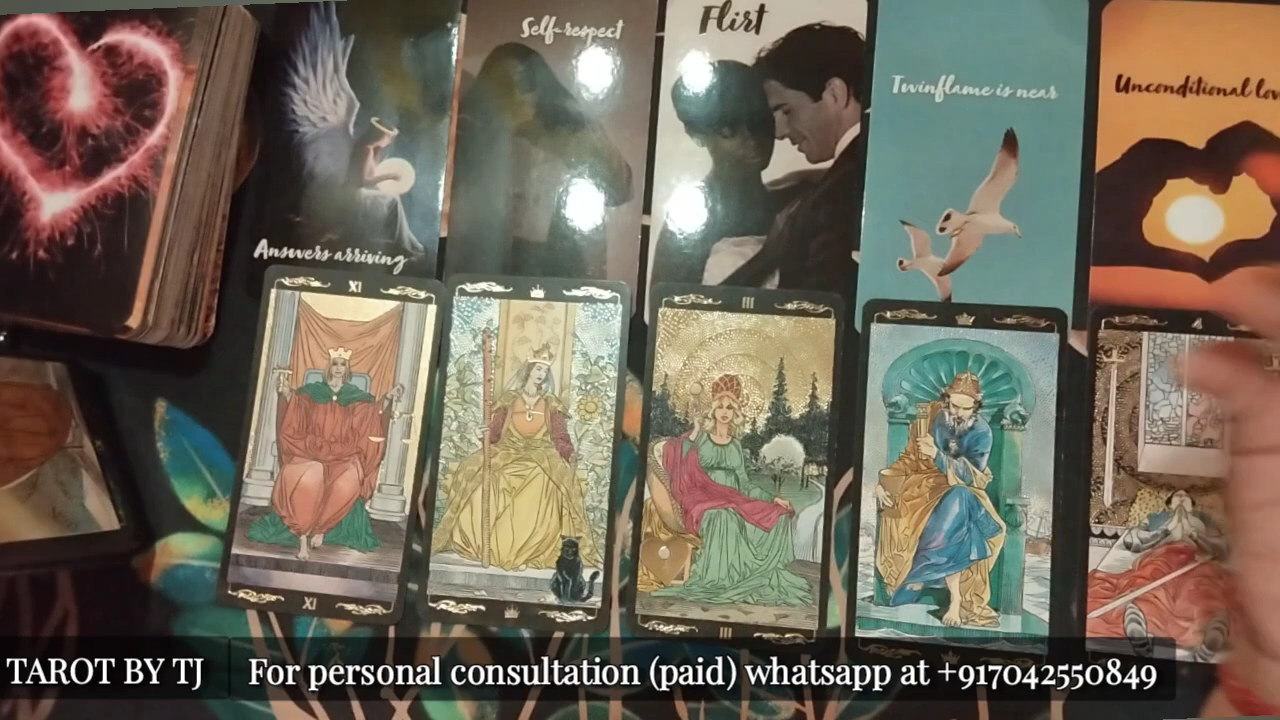 Self-respect
Flirt
Twinflame is near
Unconditional lov
Answers arriving
XI
III
XI
III
TAROT BY TJ
For personal consultation (paid) whatsapp at +917042550849